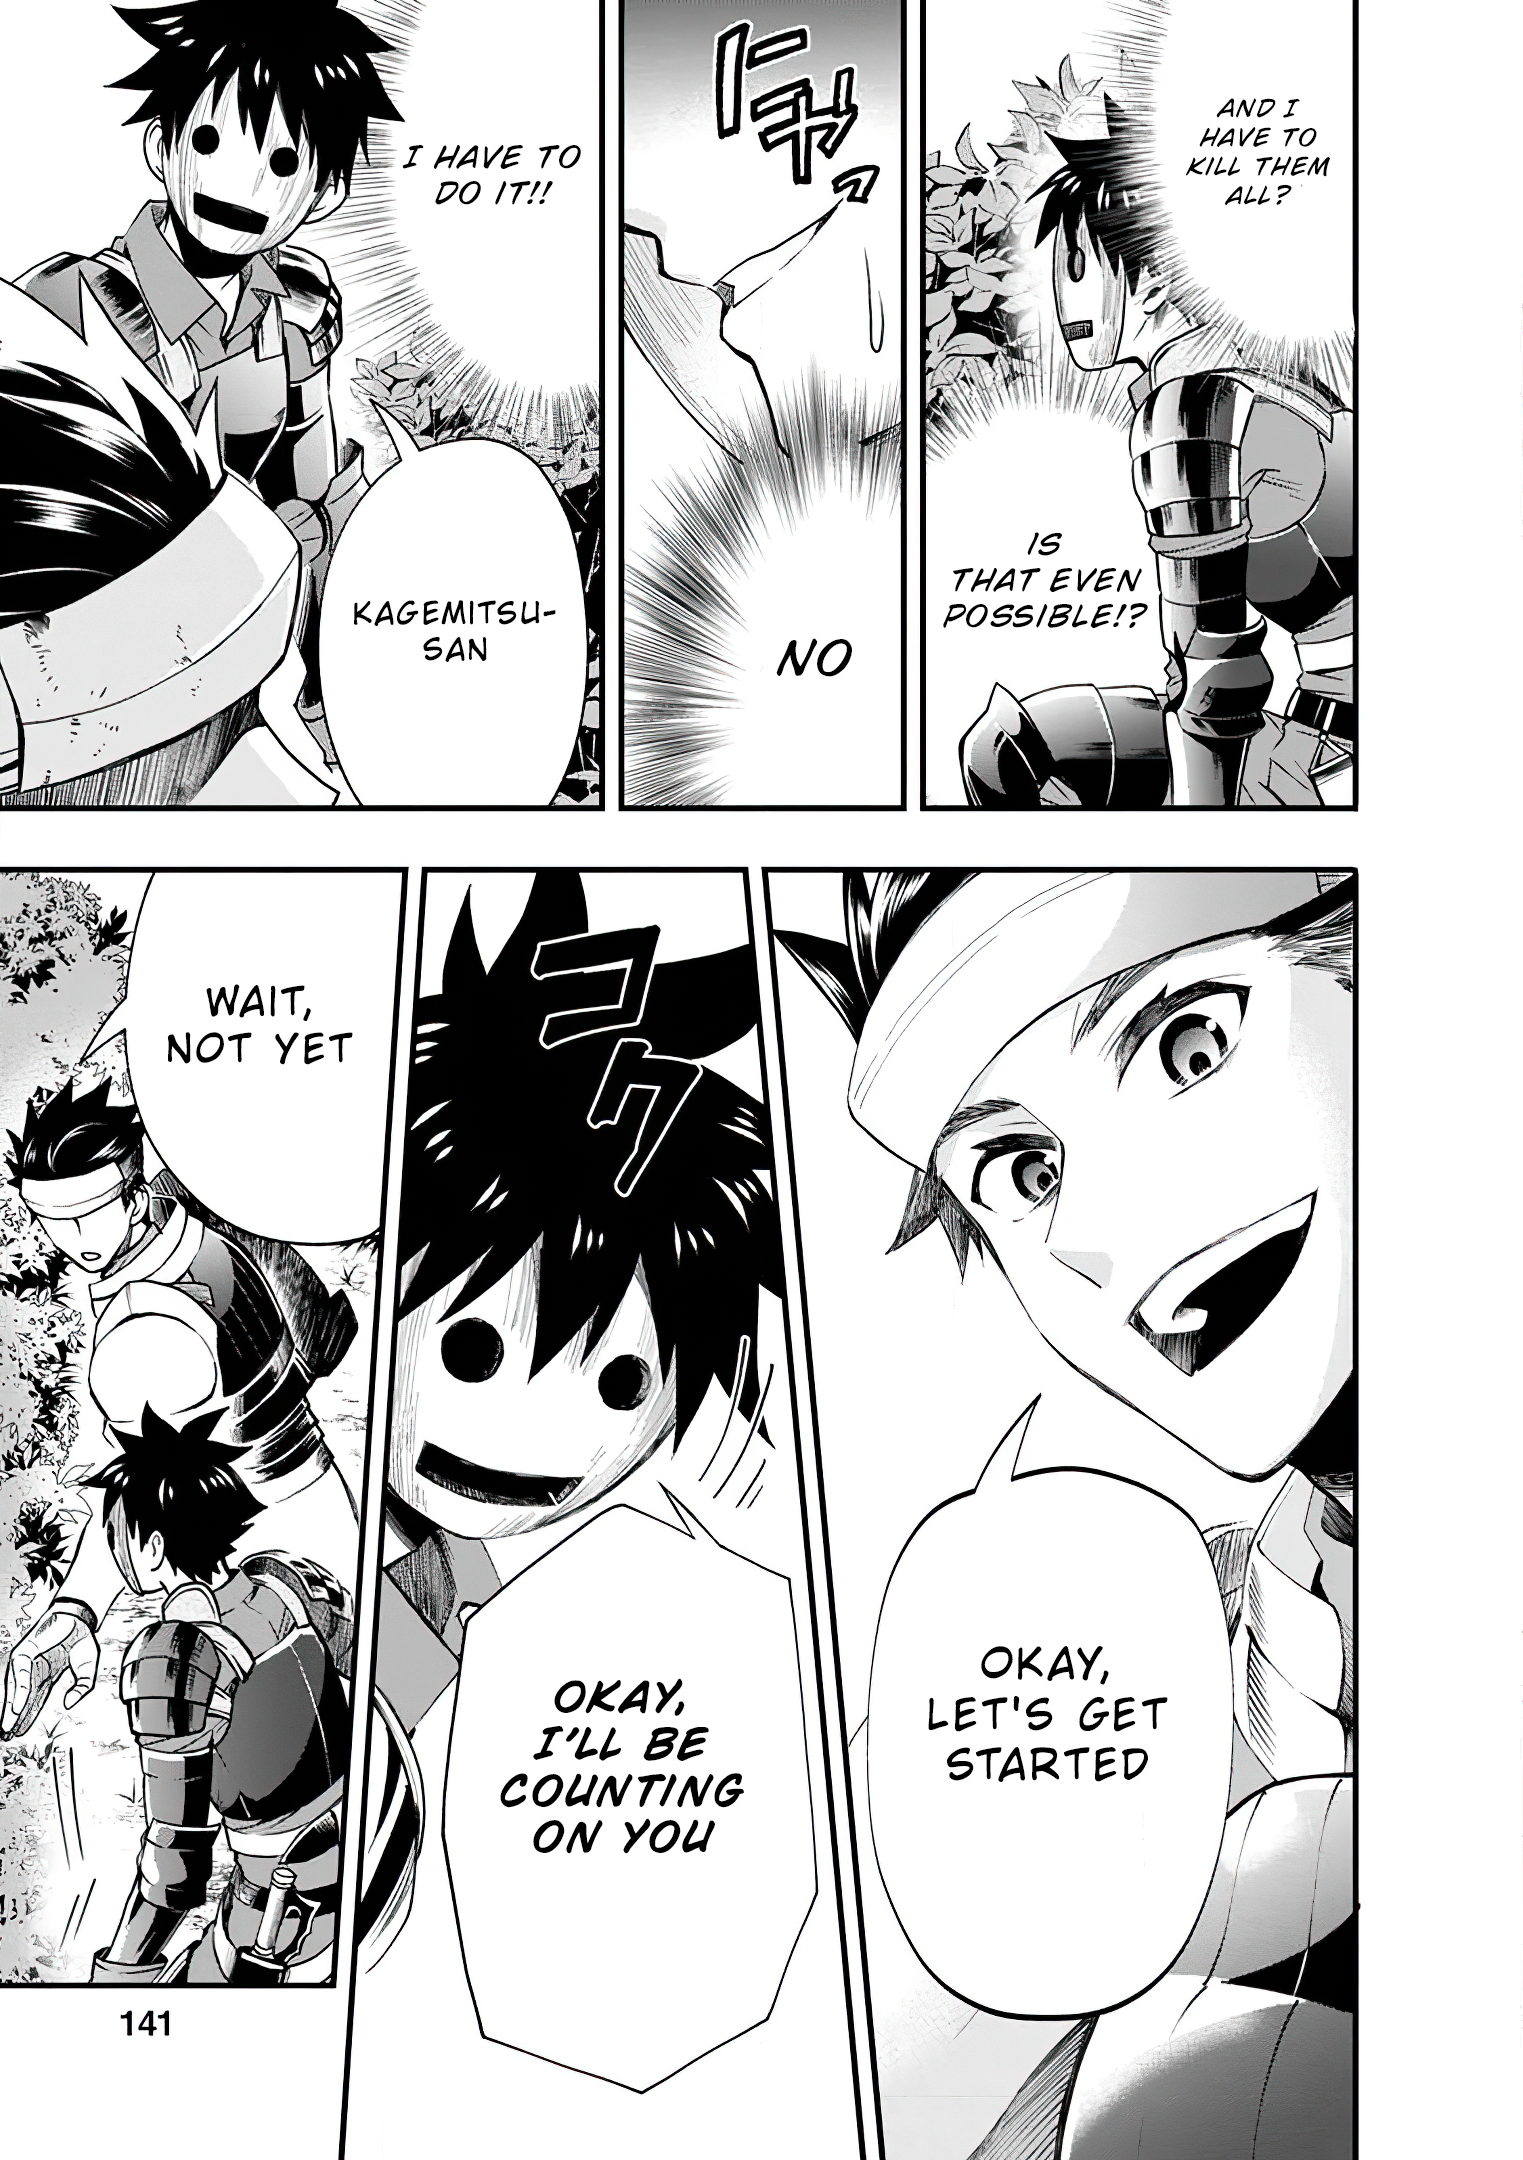 AND I
HAVE TO
KILL THEM
ALL?
IS
THAT EVEN
POSSIBLE!?
ニヤッ
NO
I HAVE TO
DO IT!!
KAGEMITSU-
SAN
OKAY,
LET'S GET
STARTED
コク
OKAY,
I'LL BE
COUNTING
ON YOU
WAIT,
NOT YET
141